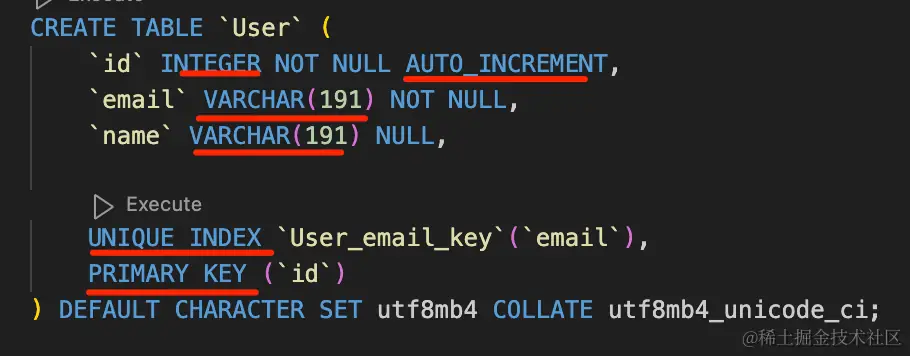 Execute
CREATE TABLE `User` (
`id` INTEGER NOT NULL AUTO_INCREMENT,
`email` VARCHAR(191) NOT NULL,
`name` VARCHAR(191) NULL,
Execute
UNIQUE INDEX `User_email_key`(`email`),
PRIMARY KEY (`id`)
) DEFAULT CHARACTER SET utf8mb4 COLLATE utf8mb4_unicode_ci;
@稀土掘金技术社区